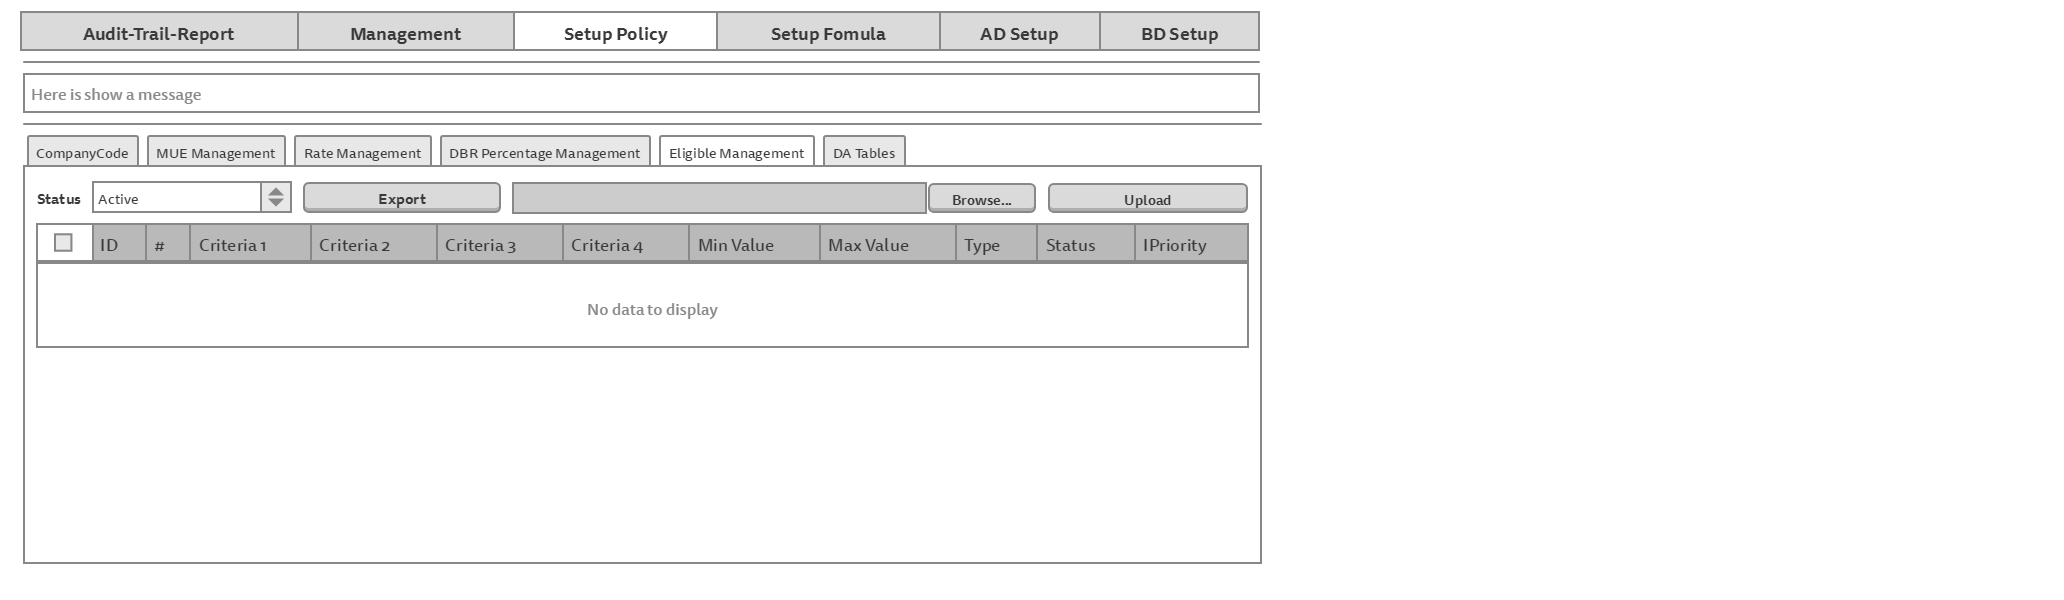 Audit-Trail-Report Management Setup Policy Setup Fomula AD Setup BD Setup
Here is show a message
CompanyCode MUE Management Rate Management DBR Percentage Management Eligible Management DA Tables
Status Active Export Browse... Upload
ID # Criteria 1 Criteria 2 Criteria 3 Criteria 4 Min Value Max Value Type Status IPriority
No data to display